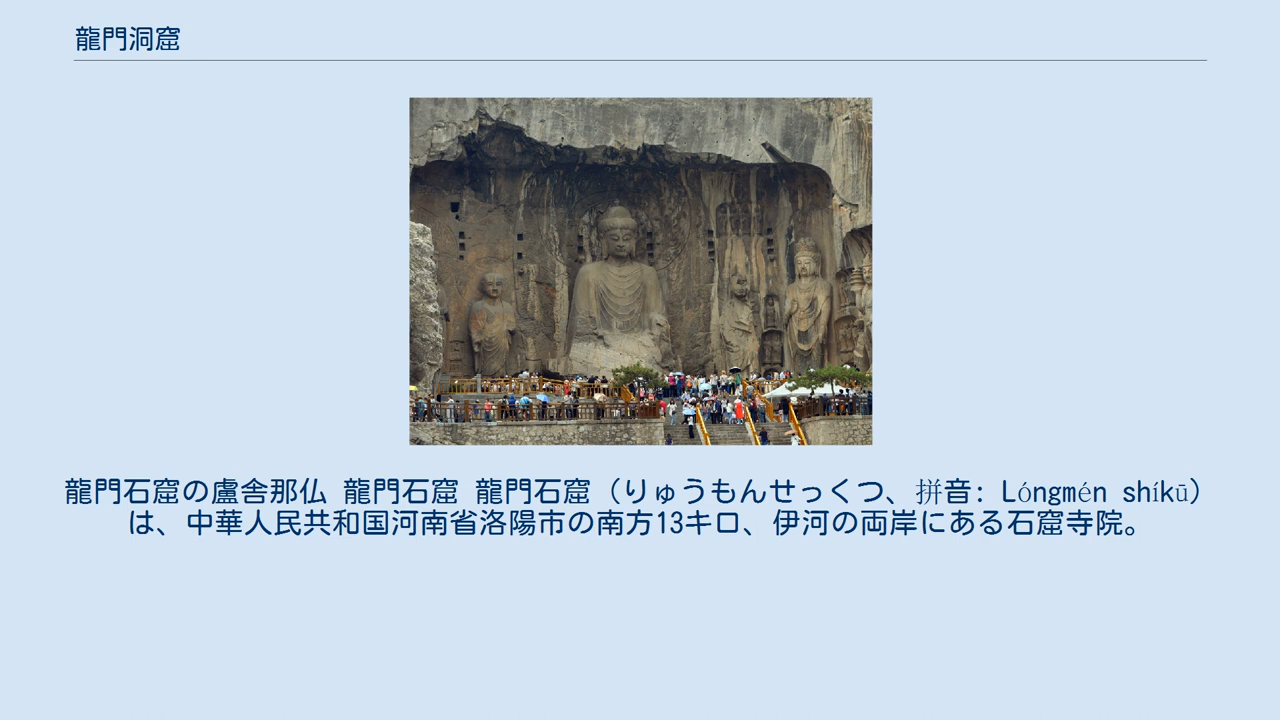 龍門洞窟
龍門石窟の盧舎那仏 龍門石窟 龍門石窟（りゅうもんせっくつ、拼音: Lóngmén shíkū）
は、中華人民共和国河南省洛陽市の南方13キロ、伊河の両岸にある石窟寺院。